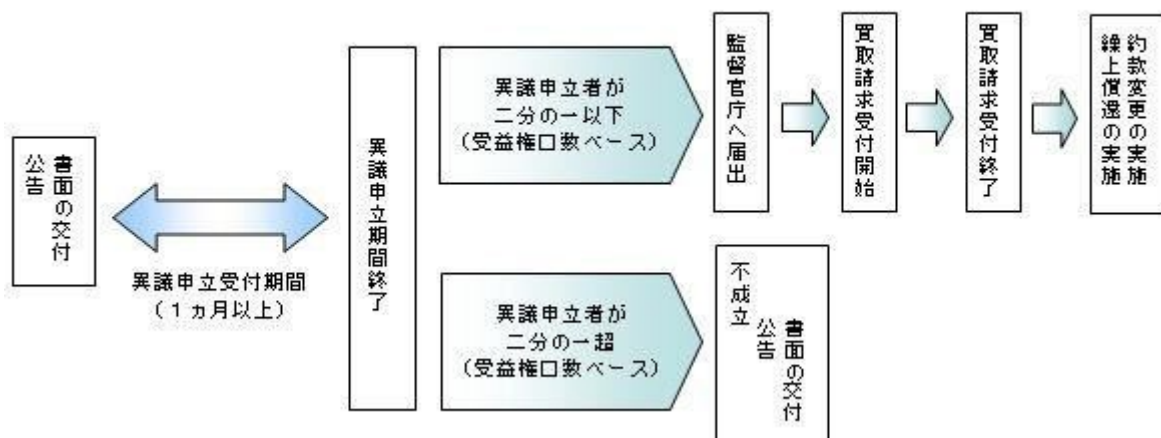 書面の交付
公告
異議申立受付期間
(１カ月以上)
異議申立期間終了
異議申立者が
二分の一以下
(受益権口数ベース)
監督官庁へ届出
買取請求受付開始
買取請求受付終了
約款変更の実施
繰上償還の実施
異議申立者が
二分の一超
(受益権口数ベース)
不成立
書面の交付
公告